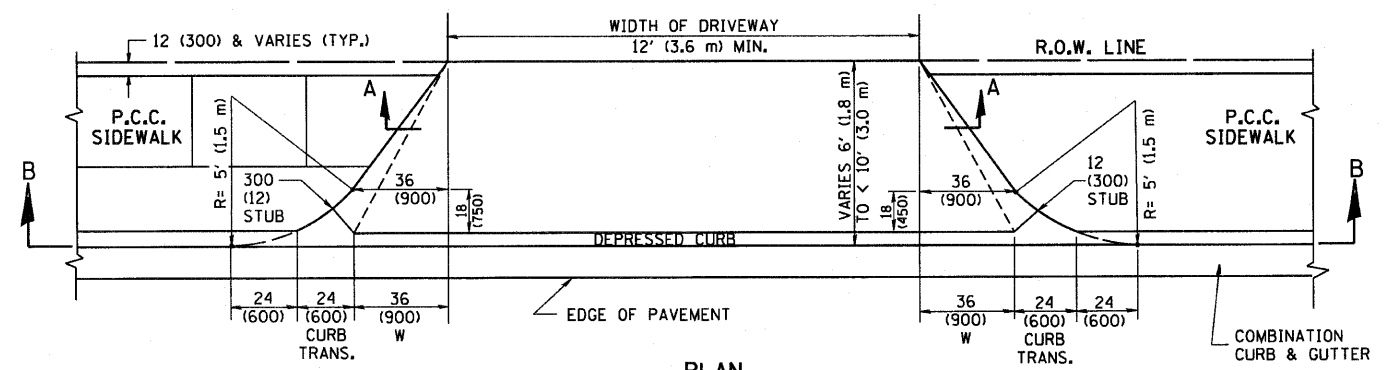 WIDTH OF DRIVEWAY
12' (3.6 m) MIN.
12 (300) & VARIES (TYP.)
R.O.W. LINE
A
A
P.C.C.
SIDEWALK
P.C.C.
SIDEWALK
R= 5' (1.5 m)
VARIES 6' (1.8 m)
TO < 10' (3.0 m)
R= 5' (1.5 m)
B
B
300
(12)
STUB
36
(900)
18
(750)
36
(900)
18
(450)
12
(300)
STUB
DEPRESSED CURB
24
(600)
24
(600)
CURB
TRANS.
36
(900)
W
EDGE OF PAVEMENT
36
(900)
W
24
(600)
CURB
TRANS.
24
(600)
COMBINATION
CURB & GUTTER
PLAN